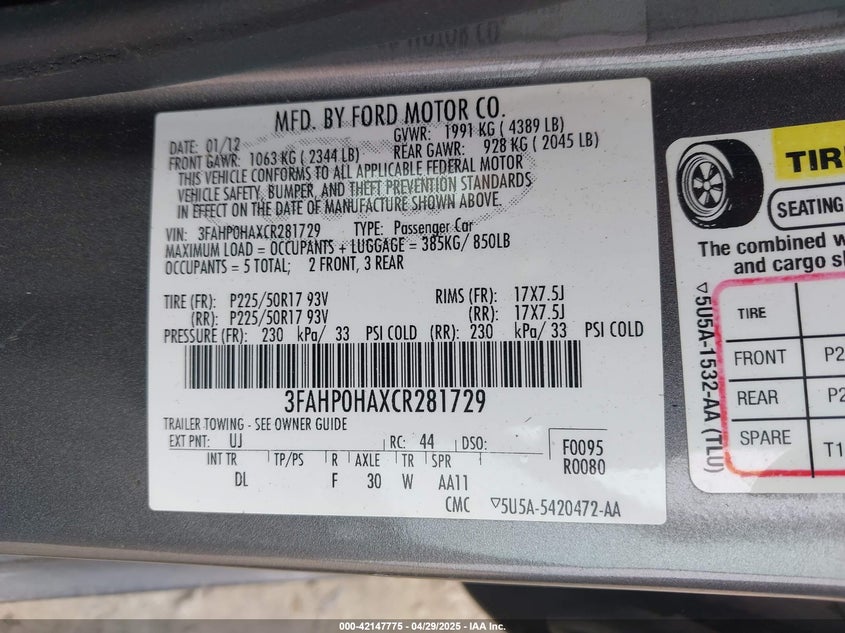 MFD. BY FORD MOTOR CO.
DATE: 01/12
GVWR: 1991 KG ( 4389 LB)
FRONT GAWR: 1063 KG ( 2344 LB)
REAR GAWR: 928 KG ( 2045 LB)
THIS VEHICLE CONFORMS TO ALL APPLICABLE FEDERAL MOTOR
VEHICLE SAFETY, BUMPER, AND THEFT PREVENTION STANDARDS
IN EFFECT ON THE DATE OF MANUFACTURE SHOWN ABOVE.
VIN: 3FAHP0HAXCR281729 TYPE: Passenger Car
MAXIMUM LOAD = OCCUPANTS + LUGGAGE = 385KG/ 850LB
OCCUPANTS = 5 TOTAL; 2 FRONT, 3 REAR
TIRE (FR): P225/50R17 93V RIMS (FR): 17X7.5J
(RR): P225/50R17 93V (RR): 17X7.5J
PRESSURE (FR): 230 kPa/ 33 PSI COLD (RR): 230 kPa/ 33 PSI COLD
3FAHP0HAXCR281729
TRAILER TOWING - SEE OWNER GUIDE
EXT PNT: UJ RC: 44 DSO:
F0095
R0080
INT TR TP/PS R AXLE TR SPR
DL F 30 W AA11
CMC ▽5U5A-5420472-AA
TIR
SEATING
The combined w
and cargo s
▽5U5A-1532-AA (TLU)
TIRE
FRONT P2
REAR P2
SPARE T1
000-42147775 - 04/29/2025 - IAA Inc.